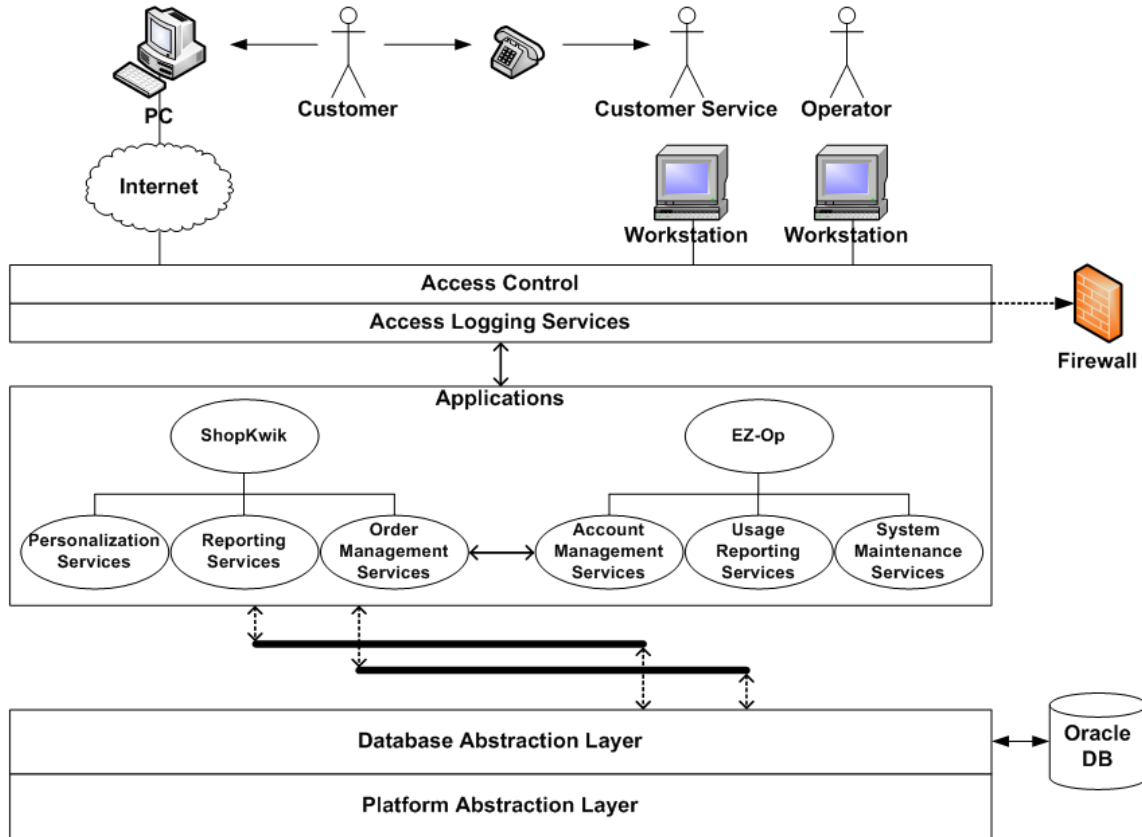 PC
Customer
Customer Service
Operator
Internet
Workstation
Workstation
Access Control
Access Logging Services
Firewall
Applications
ShopKwik
EZ-Op
Personalization
Services
Reporting
Services
Order
Management
Services
Account
Management
Services
Usage
Reporting
Services
System
Maintenance
Services
Database Abstraction Layer
Oracle
DB
Platform Abstraction Layer